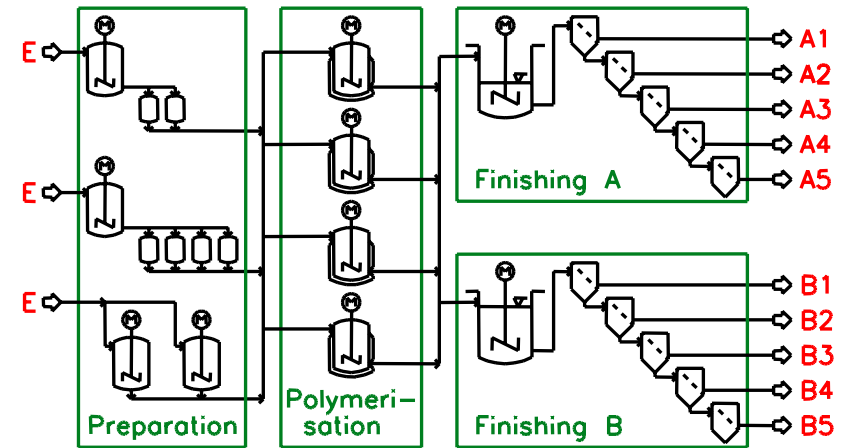 E
E
E
M
M
M
M
Preparation
M
M
M
M
Polymeri-
sation
M
A1
A2
A3
A4
A5
Finishing A
M
B1
B2
B3
B4
B5
Finishing B